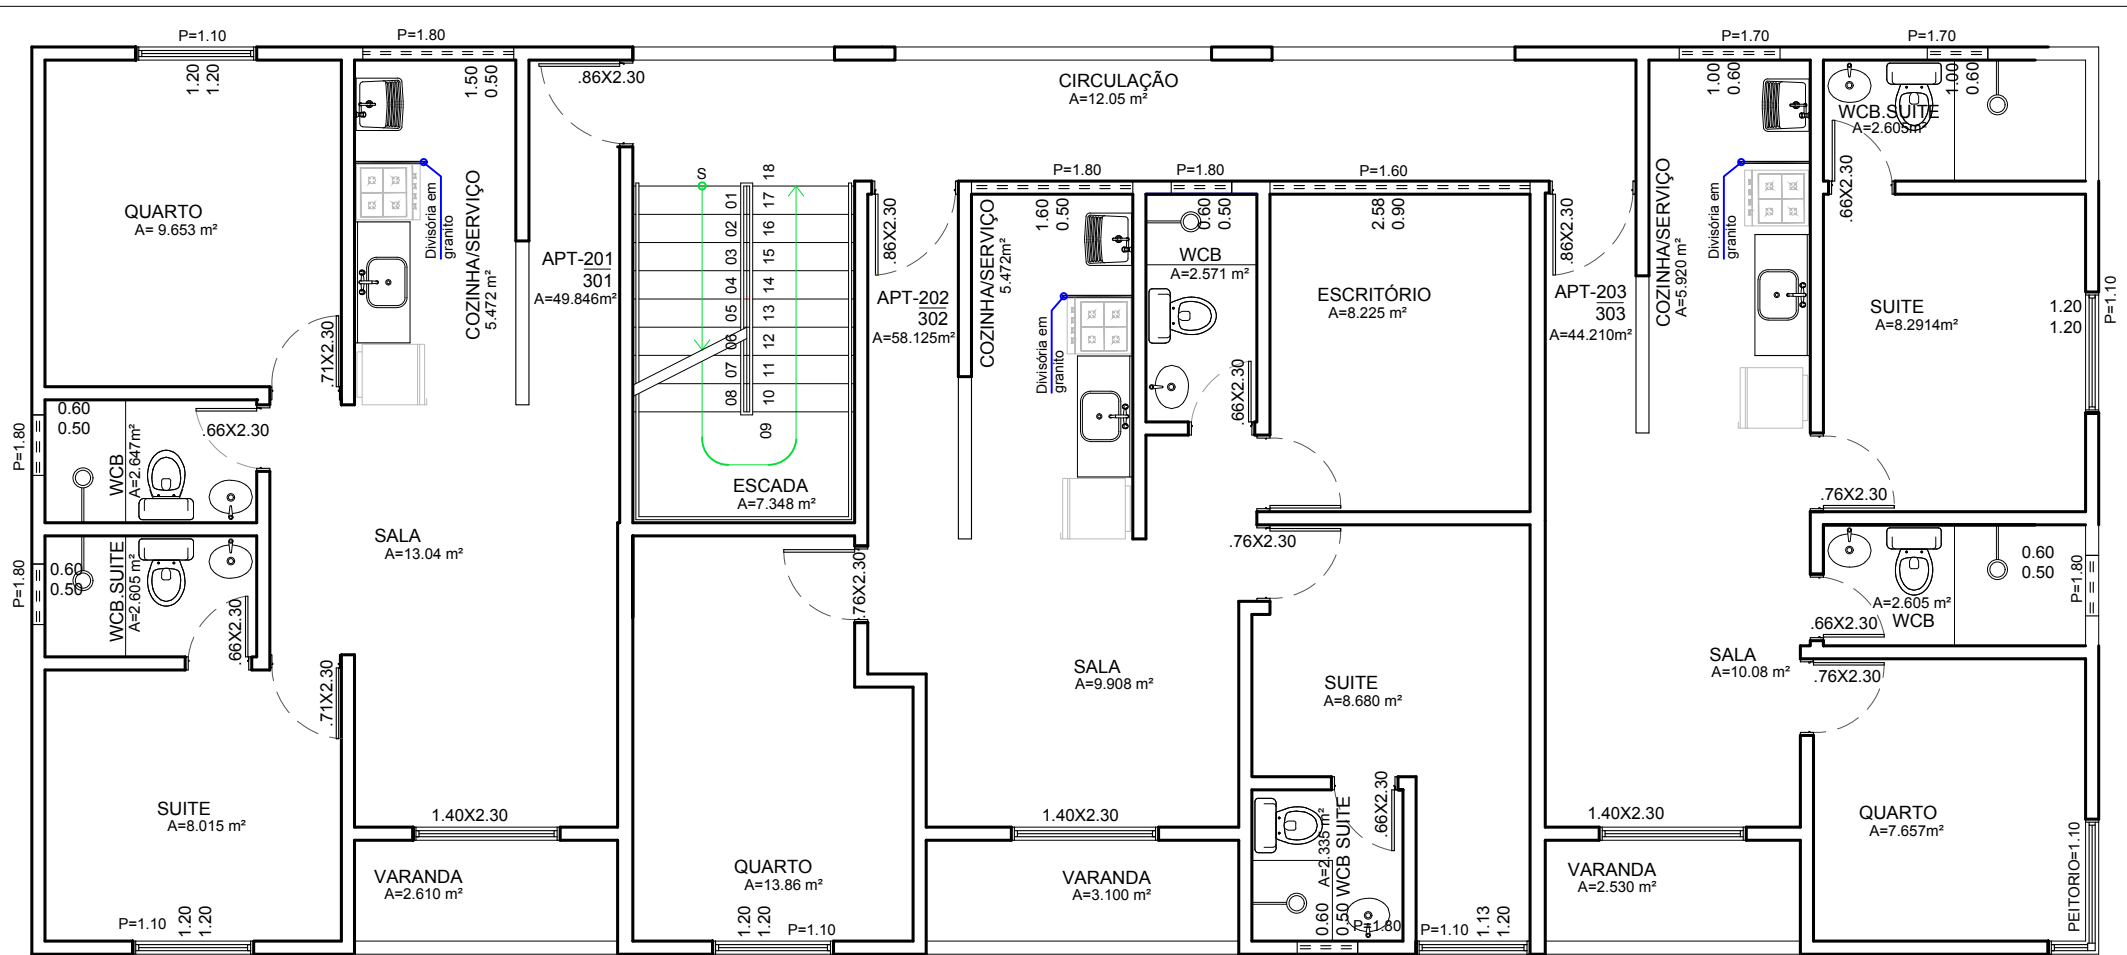 P=1.10
1.20
1.20
QUARTO
A= 9.653 m²
.71X2.30
P=1.80
0.60
0.50
WCB
A=2.647m²
.66X2.30
P=1.80
0.60
0.50
WCB.SUITE
A=2.605 m²
.66X2.30
.71X2.30
SUITE
A=8.015 m²
P=1.10
1.20
1.20
P=1.80
1.50
0.50
Divisória em
granito
COZINHA/SERVIÇO
5.472 m²
.86X2.30
APT-201
301
A=49.846m²
SALA
A=13.04 m²
1.40X2.30
VARANDA
A=2.610 m²
CIRCULAÇÃO
A=12.05 m²
S
01
02
03
04
05
06
07
08
18
17
16
15
14
13
12
11
10
09
ESCADA
A=7.348 m²
.86X2.30
APT-202
302
A=58.125m²
.76X2.30
QUARTO
A=13.86 m²
1.20
1.20
P=1.10
P=1.80
1.60
0.50
COZINHA/SERVIÇO
5.472m²
Divisória em
granito
P=1.80
0.60
0.50
WCB
A=2.571 m²
.66X2.30
P=1.60
2.58
0.90
ESCRITÓRIO
A=8.225 m²
.76X2.30
SALA
A=9.908 m²
1.40X2.30
VARANDA
A=3.100 m²
SUITE
A=8.680 m²
.66X2.30
A=2.335 m²
WCB SUITE
0.60
0.50
P=1.80
P=1.10
1.13
1.20
.86X2.30
APT-203
303
A=44.210m²
P=1.70
1.00
0.60
COZINHA/SERVIÇO
A=5.920 m²
Divisória em
granito
P=1.70
1.00
0.60
WCB.SUITE
A=2.605m²
.66X2.30
SUITE
A=8.2914m²
1.20
1.20
P=1.10
.76X2.30
0.60
0.50
P=1.80
A=2.605 m²
WCB
.66X2.30
SALA
A=10.08 m²
.76X2.30
1.40X2.30
VARANDA
A=2.530 m²
QUARTO
A=7.657m²
PEITORIO=1.10